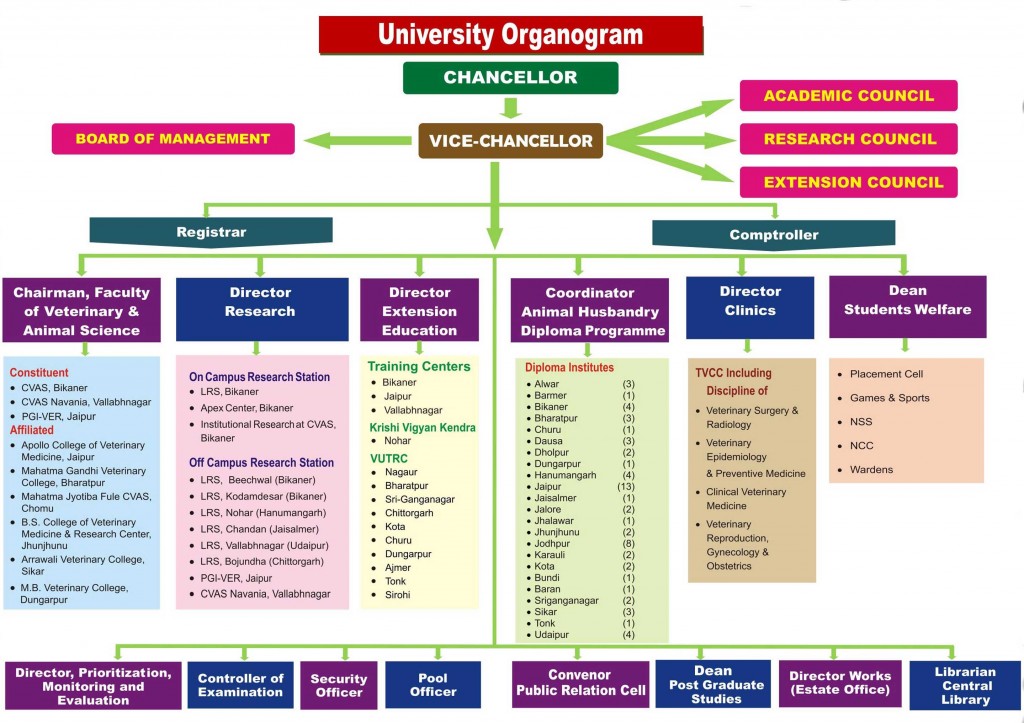 University Organogram
CHANCELLOR
VICE-CHANCELLOR
BOARD OF MANAGEMENT
ACADEMIC COUNCIL
RESEARCH COUNCIL
EXTENSION COUNCIL
Registrar
Comptroller
Chairman, Faculty
of Veterinary &
Animal Science
Constituent
• CVAS, Bikaner
• CVAS Navania, Vallabhnagar
• PGI-VER, Jaipur
Affiliated
• Apollo College of Veterinary
Medicine, Jaipur
• Mahatma Gandhi Veterinary
College, Bharatpur
• Mahatma Jyotiba Fule CVAS,
Chomu
• B.S. College of Veterinary
Medicine & Research Center,
Jhunjhunu
• Arrawali Veterinary College,
Sikar
• M.B. Veterinary College,
Dungarpur
Director
Research
On Campus Research Station
• LRS, Bikaner
• Apex Center, Bikaner
• Institutional Research at CVAS,
Bikaner
Off Campus Research Station
• LRS, Beechwal (Bikaner)
• LRS, Kodamdesar (Bikaner)
• LRS, Nohar (Hanumangarh)
• LRS, Chandan (Jaisalmer)
• LRS, Vallabhnagar (Udaipur)
• LRS, Bojundha (Chittorgarh)
• PGI-VER, Jaipur
• CVAS Navania, Vallabhnagar
Director
Extension
Education
Training Centers
• Bikaner
• Jaipur
• Vallabhnagar
Krishi Vigyan Kendra
• Nohar
VUTRC
• Nagaur
• Bharatpur
• Sri-Ganganagar
• Chittorgarh
• Kota
• Churu
• Dungarpur
• Ajmer
• Tonk
• Sirohi
Coordinator
Animal Husbandry
Diploma Programme
Diploma Institutes
• Alwar (3)
• Barmer (1)
• Bikaner (4)
• Bharatpur (3)
• Churu (1)
• Dausa (3)
• Dholpur (2)
• Dungarpur (1)
• Hanumangarh (4)
• Jaipur (13)
• Jaisalmer (1)
• Jalore (2)
• Jhalawar (1)
• Jhunjhunu (2)
• Jodhpur (8)
• Karauli (2)
• Kota (2)
• Bundi (1)
• Baran (1)
• Sriganganagar (2)
• Sikar (3)
• Tonk (1)
• Udaipur (4)
Director
Clinics
TVCC Including
Discipline of
• Veterinary Surgery &
Radiology
• Veterinary
Epidemiology
& Preventive Medicine
• Clinical Veterinary
Medicine
• Veterinary
Reproduction,
Gynecology &
Obstetrics
Dean
Students Welfare
• Placement Cell
• Games & Sports
• NSS
• NCC
• Wardens
Director, Prioritization,
Monitoring and
Evaluation
Controller of
Examination
Security
Officer
Pool
Officer
Convenor
Public Relation Cell
Dean
Post Graduate
Studies
Director Works
(Estate Office)
Librarian
Central
Library